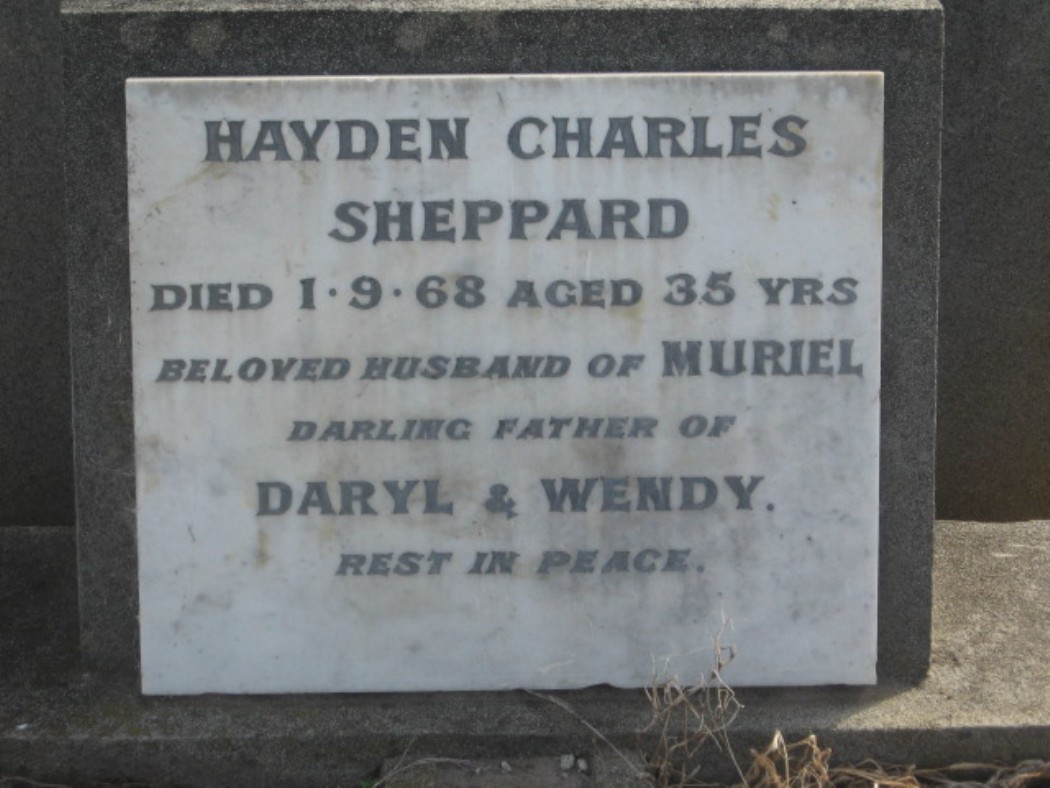 HAYDEN CHARLES
SHEPPARD
DIED 1·9·68 AGED 35 YRS
BELOVED HUSBAND OF MURIEL
DARLING FATHER OF
DARYL & WENDY.
REST IN PEACE.